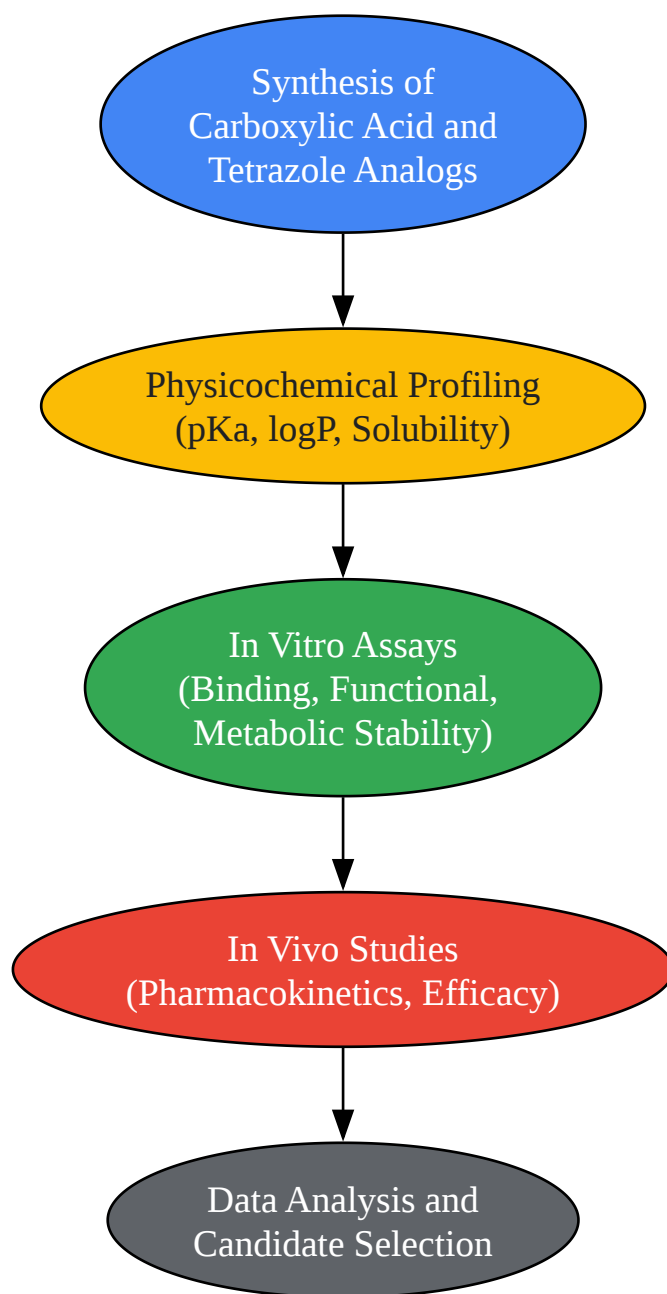 Synthesis of
Carboxylic Acid and
Tetrazole Analogs
Physicochemical Profiling
(pKa, logP, Solubility)
In Vitro Assays
(Binding, Functional,
Metabolic Stability)
In Vivo Studies
(Pharmacokinetics, Efficacy)
Data Analysis and
Candidate Selection